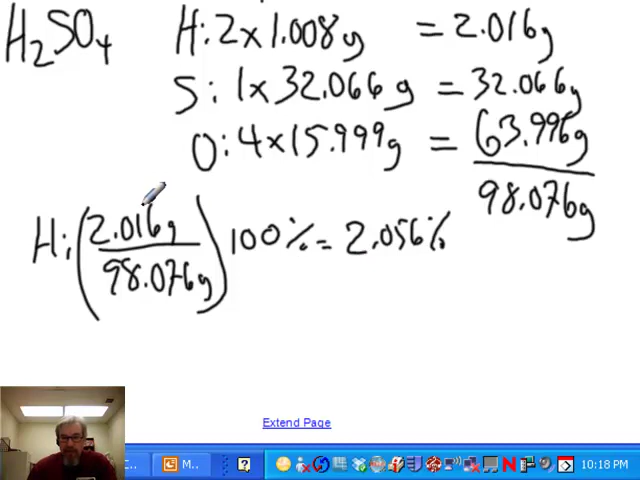 H2SO4 H: 2 x 1.008g = 2.016g
S: 1 x 32.066g = 32.066g
O: 4 x 15.999g = 63.996g
98.076g
H: (2.016g / 98.076g) 100% = 2.056%
Extend Page
C... M... 10:18 PM